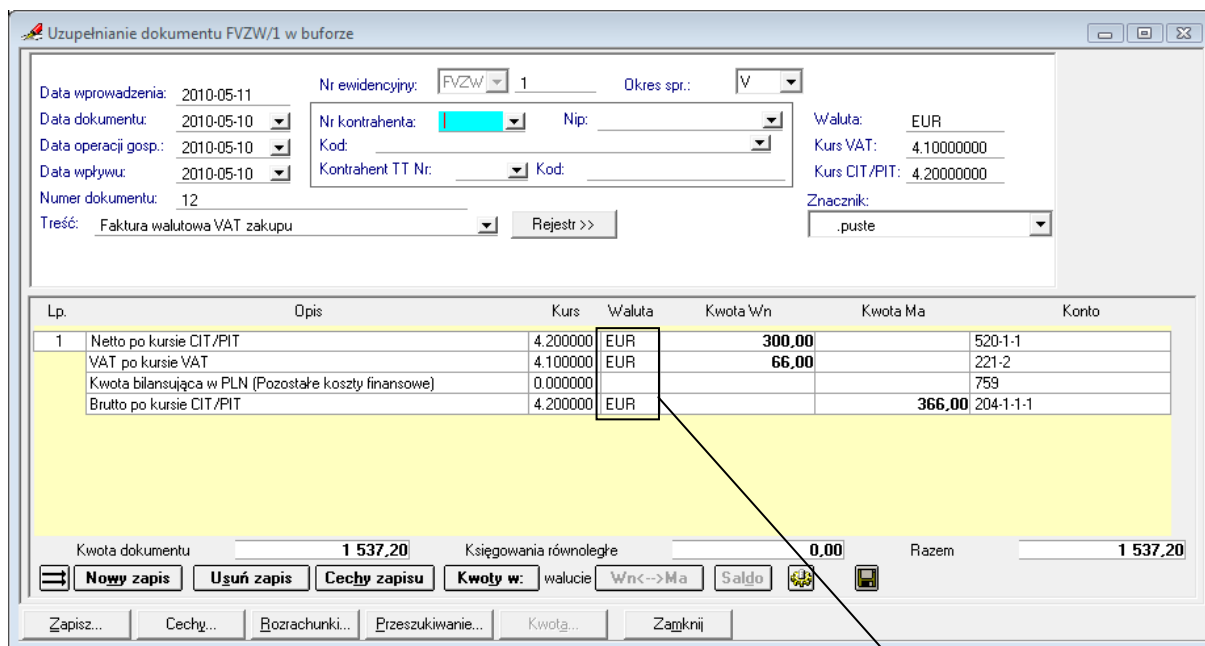 Uzupełnianie dokumentu FVZW/1 w buforze
Nr ewidencyjny: FVZW 1 Okres spr.: V
Data wprowadzenia: 2010-05-11
Data dokumentu: 2010-05-10 Nr kontrahenta: Nip: Waluta: EUR
Data operacji gosp.: 2010-05-10 Kod: Kurs VAT: 4.10000000
Data wpływu: 2010-05-10 Kontrahent TT Nr: Kod: Kurs CIT/PIT: 4.20000000
Numer dokumentu: 12 Znacznik:
Treść: Faktura walutowa VAT zakupu Rejestr >> .puste
Lp. Opis Kurs Waluta Kwota Wn Kwota Ma Konto
1 Netto po kursie CIT/PIT 4.200000 EUR 300,00 520-1-1
VAT po kursie VAT 4.100000 EUR 66,00 221-2
Kwota bilansująca w PLN (Pozostałe koszty finansowe) 0.000000 759
Brutto po kursie CIT/PIT 4.200000 EUR 366,00 204-1-1-1
Kwota dokumentu 1 537,20 Księgowania równoległe 0,00 Razem 1 537,20
Nowy zapis Usuń zapis Cechy zapisu Kwoty w: walucie Wn<-->Ma Saldo
Zapisz... Cechy... Rozrachunki... Przeszukiwanie... Kwota... Zamknij